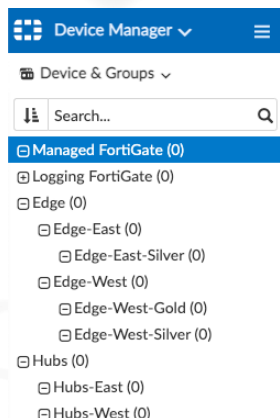 Device Manager
Device & Groups
Search...
Managed FortiGate (0)
Logging FortiGate (0)
Edge (0)
Edge-East (0)
Edge-East-Silver (0)
Edge-West (0)
Edge-West-Gold (0)
Edge-West-Silver (0)
Hubs (0)
Hubs-East (0)
Hubs-West (0)